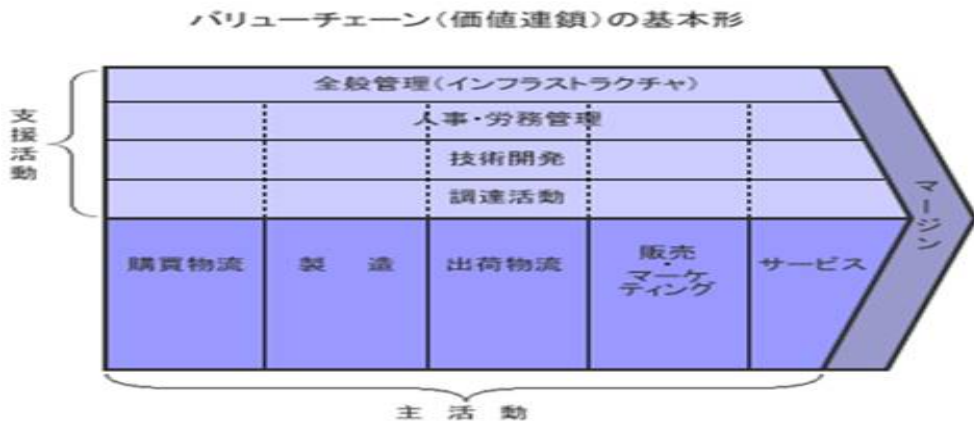 バリューチェーン(価値連鎖)の基本形
支援活動
全般管理(インフラストラクチャ)
人事・労務管理
技術開発
調達活動
購買物流
製 造
出荷物流
販売
・
マーケ
ティング
サービス
マージン
主 活 動